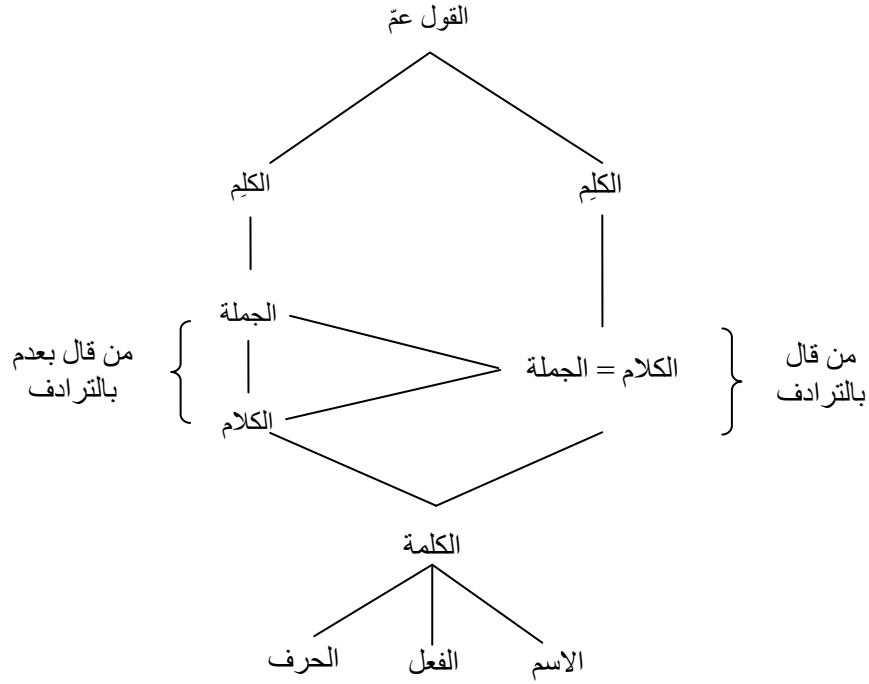 القول عمّ
الكلِم
الكلِم
الجملة
من قال
بالترادف
الكلام = الجملة
من قال بعدم
بالترادف
الكلام
الكلمة
الاسم
الفعل
الحرف